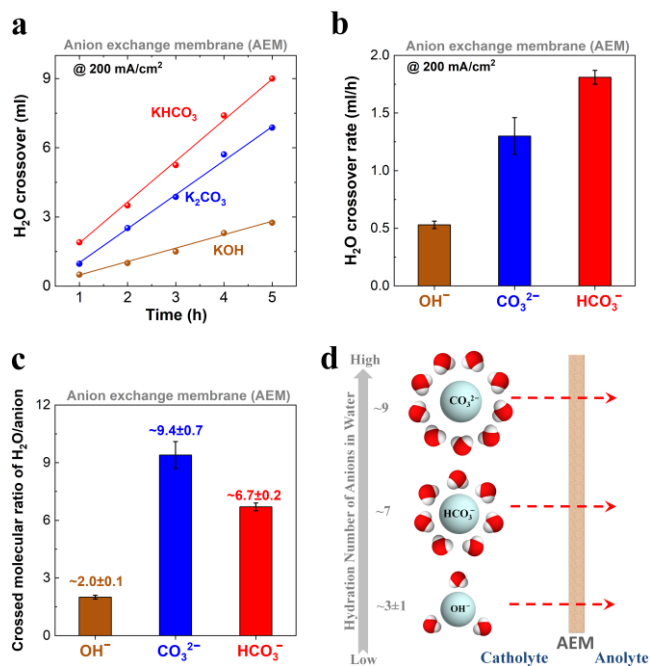 a
Anion exchange membrane (AEM)
@ 200 mA/cm²
H₂O crossover (ml)
9
6
3
0
KHCO₃
K₂CO₃
KOH
1 2 3 4 5
Time (h)
b
Anion exchange membrane (AEM)
@ 200 mA/cm²
H₂O crossover rate (ml/h)
2.0
1.5
1.0
0.5
0.0
OH⁻ CO₃²⁻ HCO₃⁻
c
Anion exchange membrane (AEM)
Crossed molecular ratio of H₂O/anion
12
9
6
3
0
~2.0±0.1
~9.4±0.7
~6.7±0.2
OH⁻ CO₃²⁻ HCO₃⁻
d
Hydration Number of Anions in Water
High
~9
~7
~3±1
Low
CO₃²⁻
HCO₃⁻
OH⁻
AEM
Catholyte Anolyte